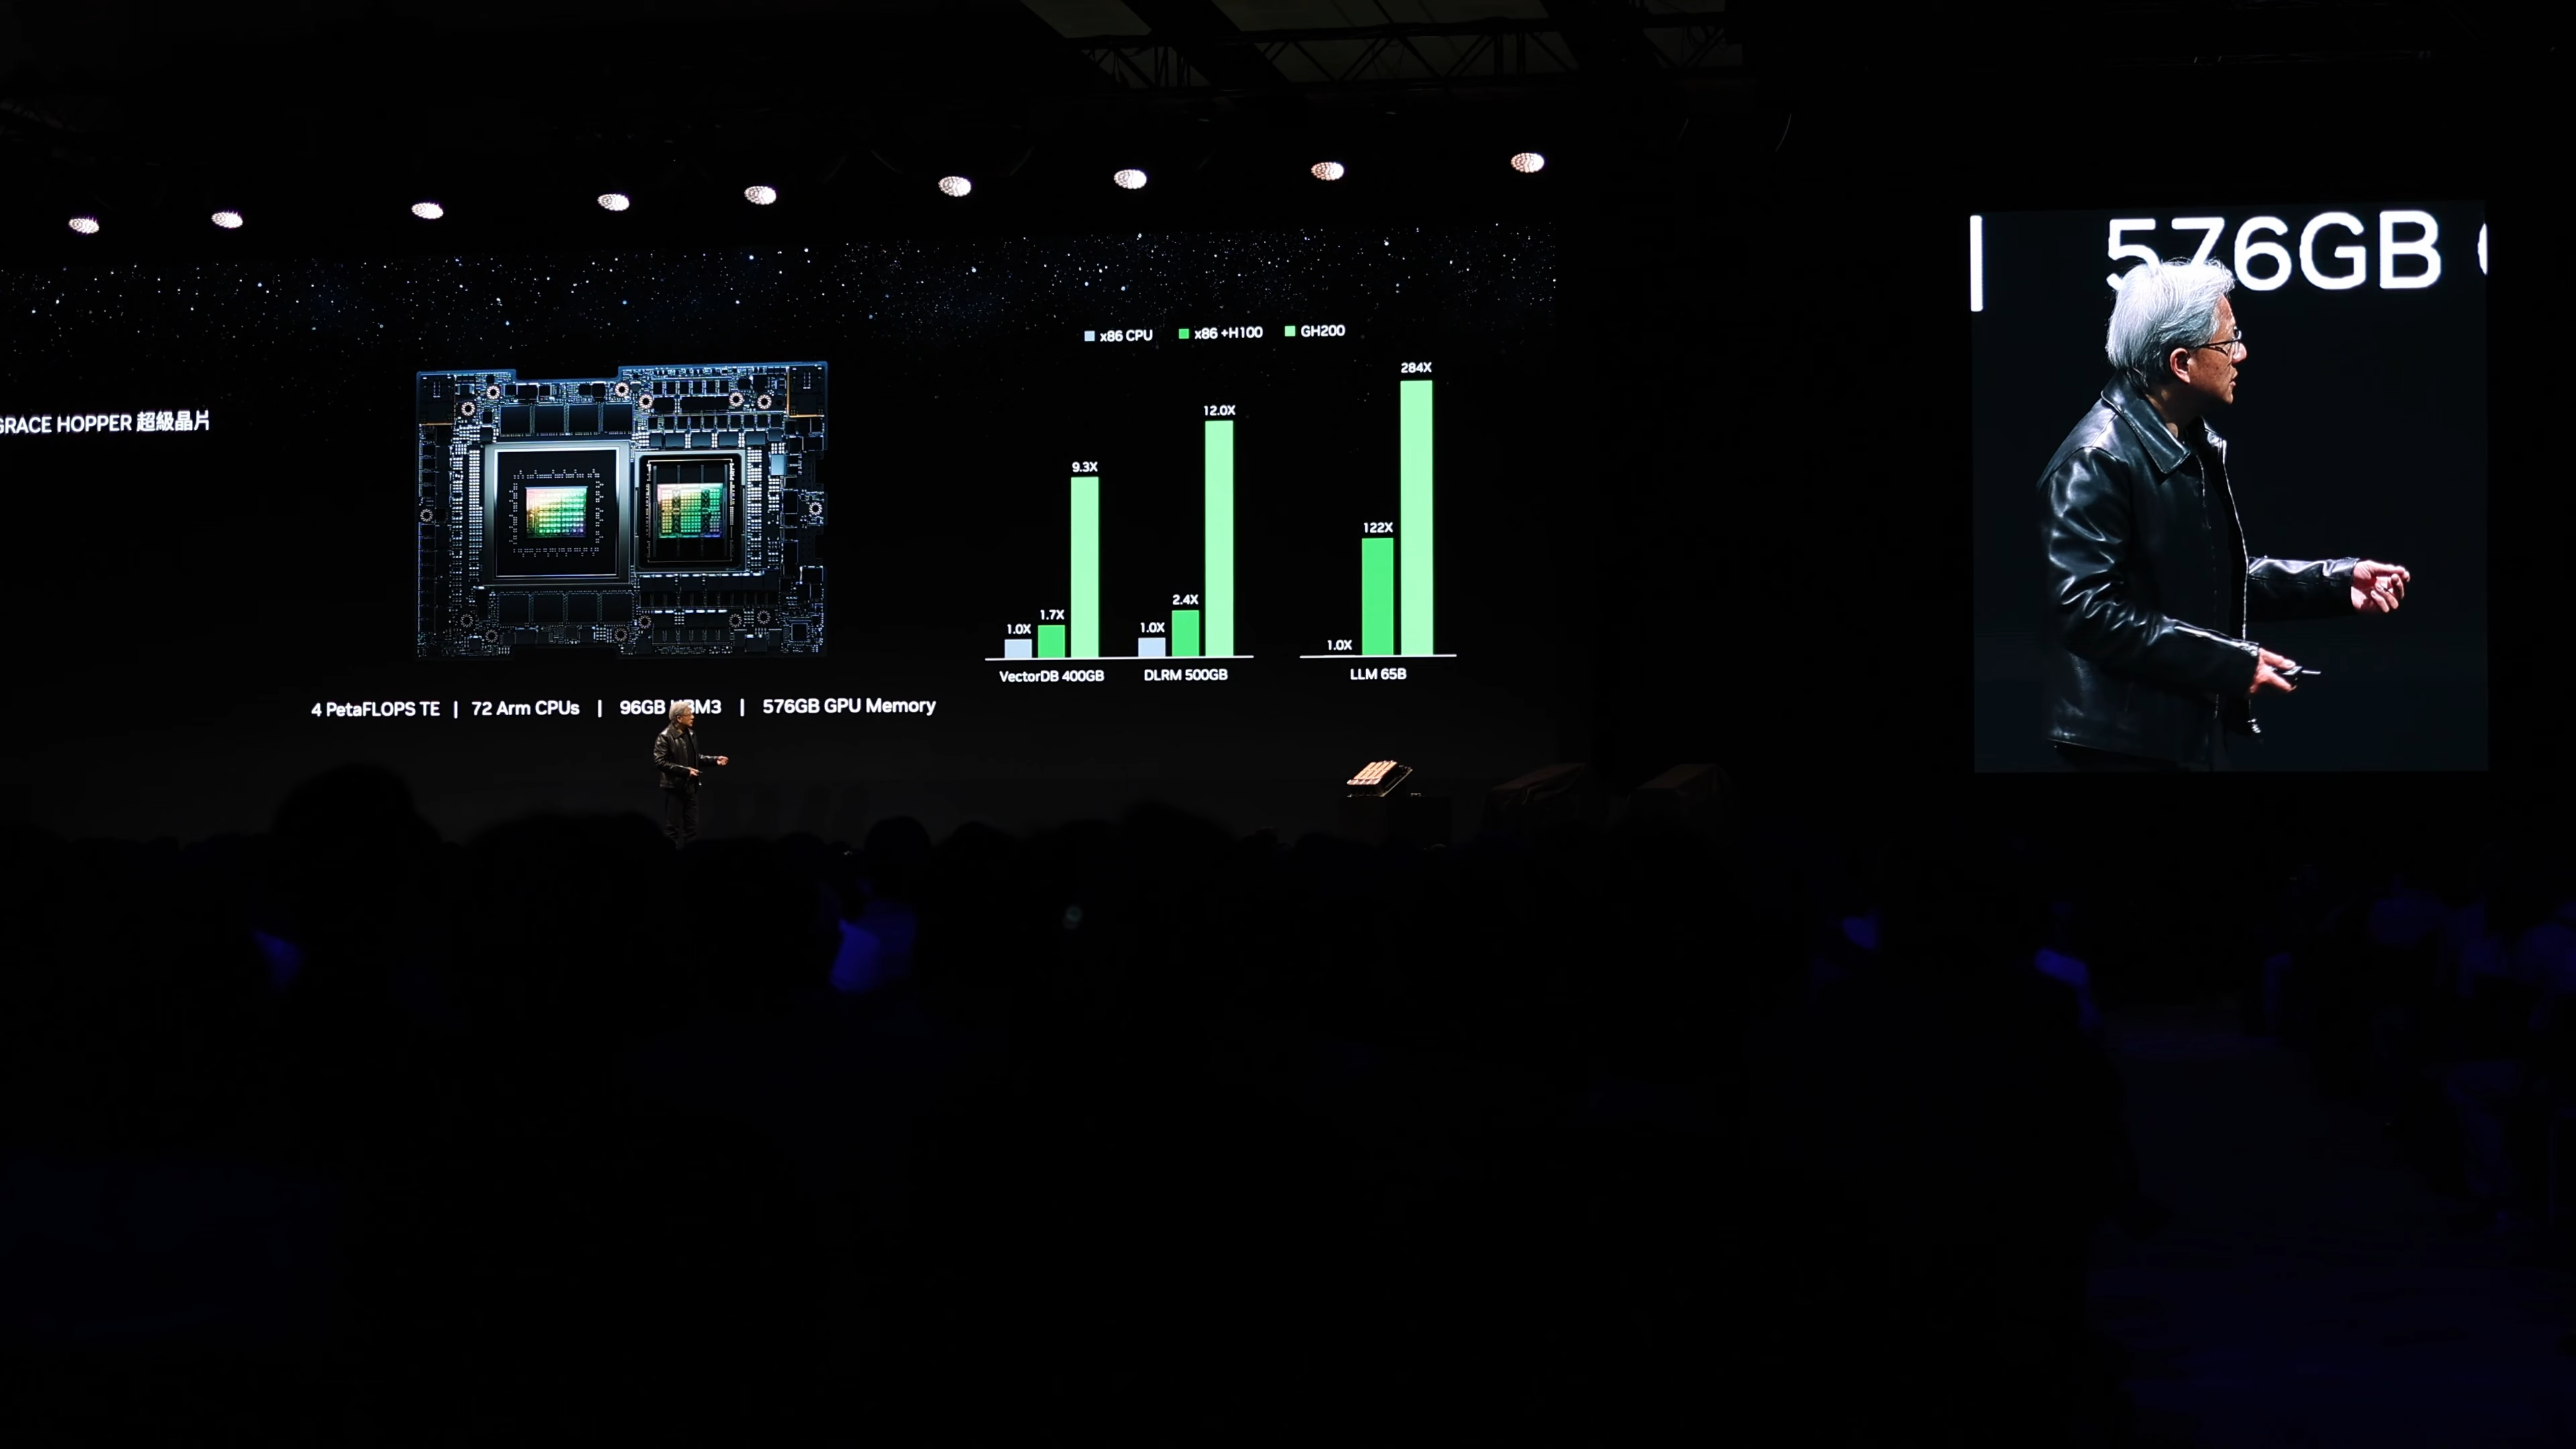 GRACE HOPPER 超級晶片
4 PetaFLOPS TE | 72 Arm CPUs | 96GB HBM3 | 576GB GPU Memory
x86 CPU x86 +H100 GH200
1.0X 1.7X 9.3X
1.0X 2.4X 12.0X
1.0X 122X 284X
VectorDB 400GB DLRM 500GB LLM 65B
| 576GB